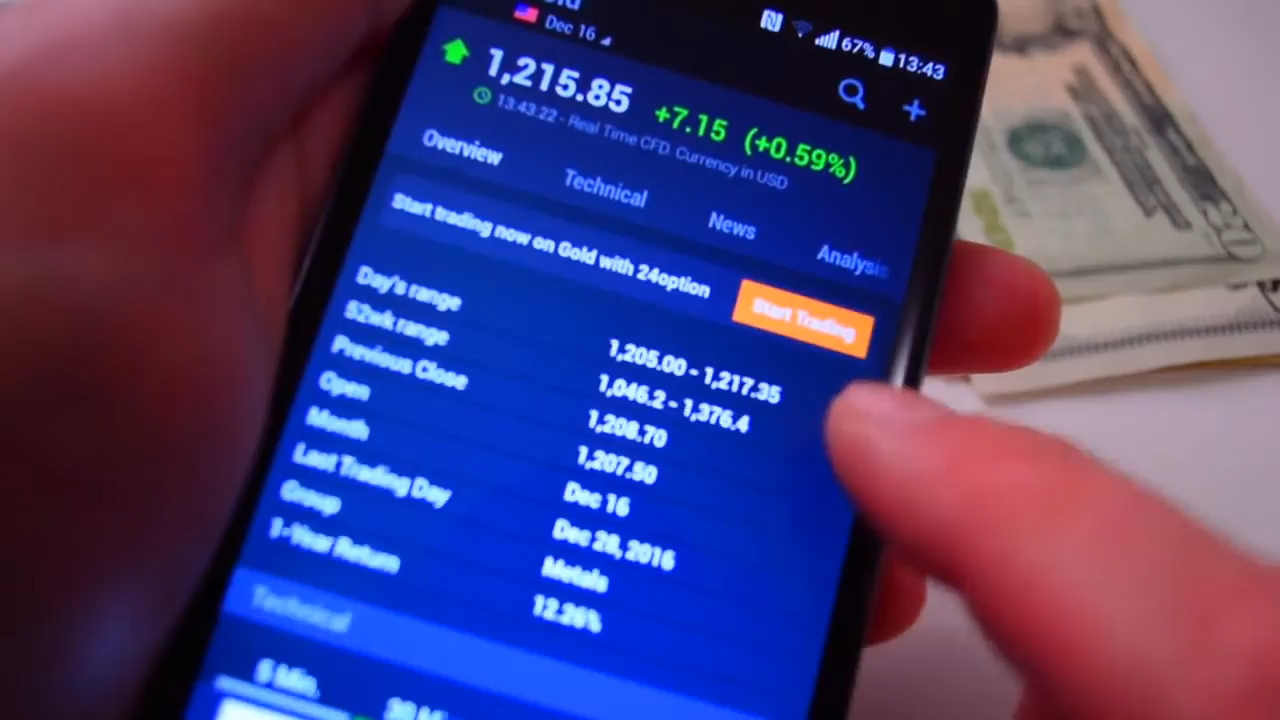 67% 13:43
Dec 16
1,215.85 +7.15 (+0.59%)
13:43:22 - Real Time CFD. Currency in USD
Overview Technical News Analysis
Start trading now on Gold with 24option Start Trading
Day's range 1,205.00 - 1,217.35
52wk range 1,046.2 - 1,376.4
Previous Close 1,208.70
Open 1,207.50
Month Dec 16
Last Trading Day Dec 28, 2016
Group Metals
1-Year Return 12.26%
Technical
5 Min.